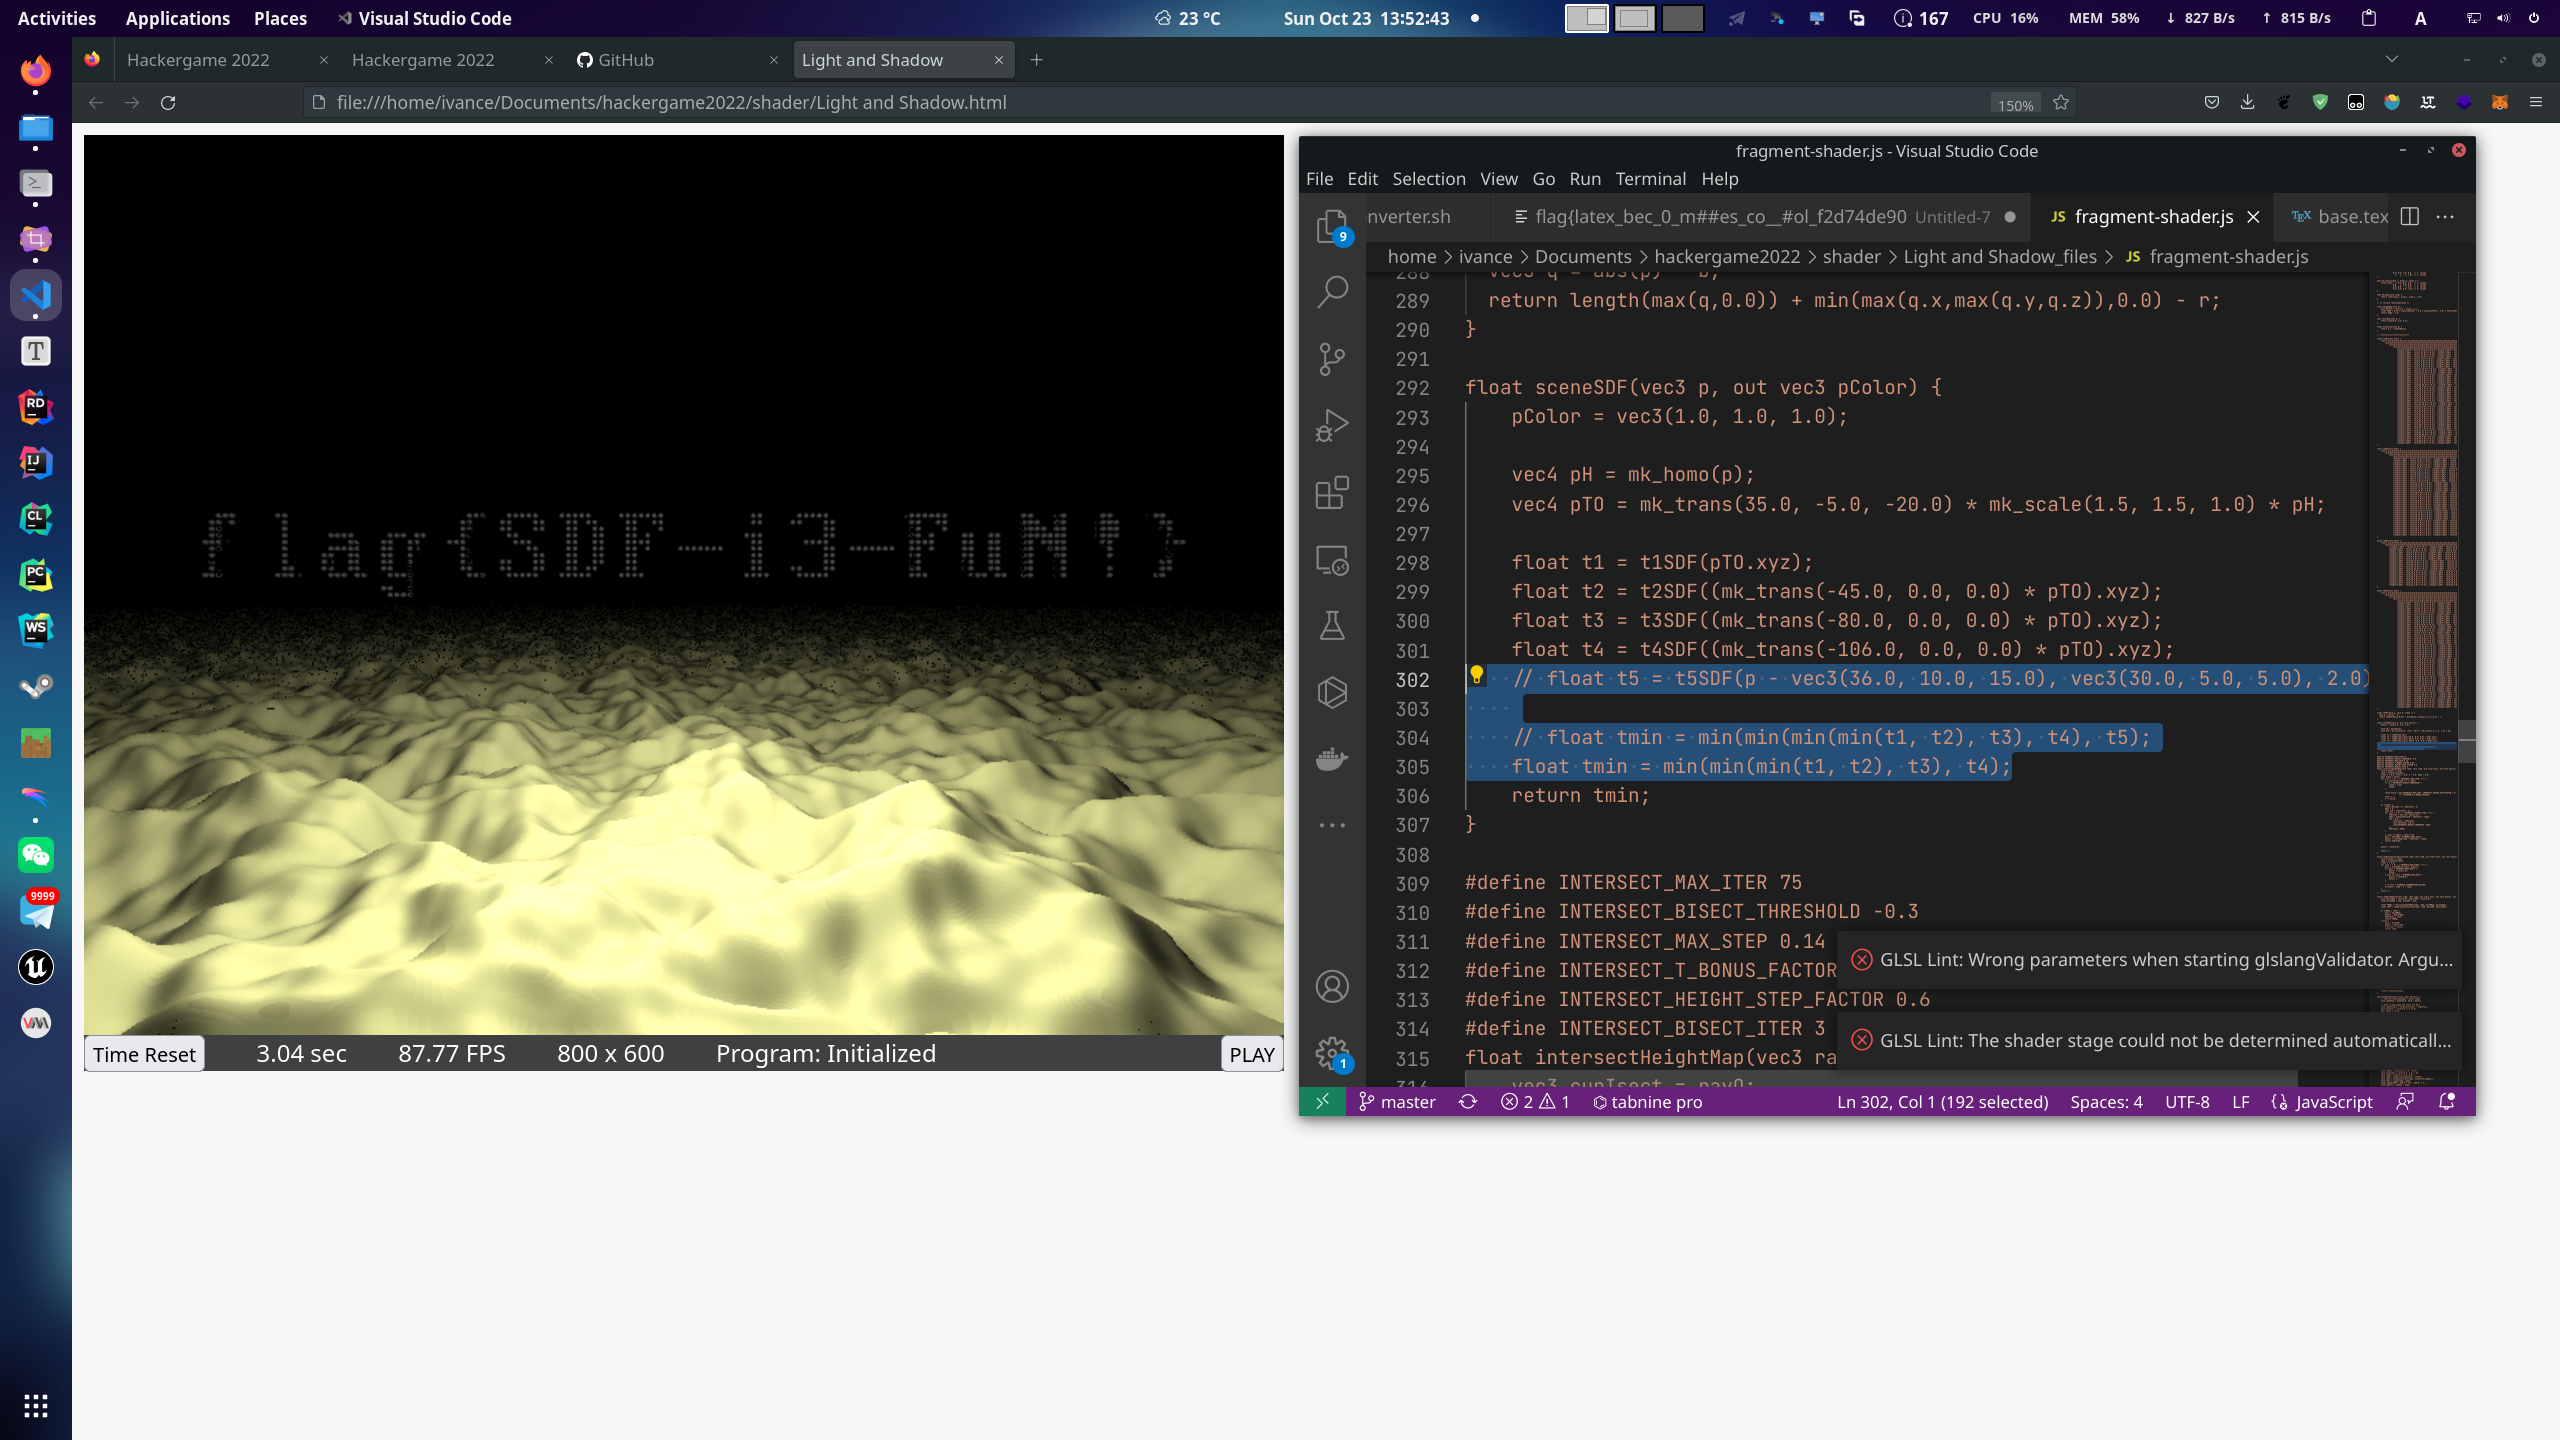 Activities Applications Places Visual Studio Code 23 °C Sun Oct 23 13:52:43 167 CPU 16% MEM 58% ↓ 827 B/s ↑ 815 B/s A
Hackergame 2022 Hackergame 2022 GitHub Light and Shadow
file:///home/ivance/Documents/hackergame2022/shader/Light and Shadow.html 150%
flag{SDF-i3-FuN!}
Time Reset 3.04 sec 87.77 FPS 800 x 600 Program: Initialized PLAY
fragment-shader.js - Visual Studio Code
File Edit Selection View Go Run Terminal Help
nverter.sh flag{latex_bec_0_m##es_co__#ol_f2d74de90 Untitled-7 JS fragment-shader.js TEX base.tex
home > ivance > Documents > hackergame2022 > shader > Light and Shadow_files > JS fragment-shader.js
288 vec3 q = abs(p) - b;
289 return length(max(q,0.0)) + min(max(q.x,max(q.y,q.z)),0.0) - r;
290 }
291
292 float sceneSDF(vec3 p, out vec3 pColor) {
293 pColor = vec3(1.0, 1.0, 1.0);
294
295 vec4 pH = mk_homo(p);
296 vec4 pTO = mk_trans(35.0, -5.0, -20.0) * mk_scale(1.5, 1.5, 1.0) * pH;
297
298 float t1 = t1SDF(pTO.xyz);
299 float t2 = t2SDF((mk_trans(-45.0, 0.0, 0.0) * pTO).xyz);
300 float t3 = t3SDF((mk_trans(-80.0, 0.0, 0.0) * pTO).xyz);
301 float t4 = t4SDF((mk_trans(-106.0, 0.0, 0.0) * pTO).xyz);
302 // float t5 = t5SDF(p - vec3(36.0, 10.0, 15.0), vec3(30.0, 5.0, 5.0), 2.0)
303
304 // float tmin = min(min(min(min(t1, t2), t3), t4), t5);
305 float tmin = min(min(min(t1, t2), t3), t4);
306 return tmin;
307 }
308
309 #define INTERSECT_MAX_ITER 75
310 #define INTERSECT_BISECT_THRESHOLD -0.3
311 #define INTERSECT_MAX_STEP 0.14
312 #define INTERSECT_T_BONUS_FACTOR
313 #define INTERSECT_HEIGHT_STEP_FACTOR 0.6
314 #define INTERSECT_BISECT_ITER 3
315 float intersectHeightMap(vec3 ra
316 vec3 curIsect = rayO;
GLSL Lint: Wrong parameters when starting glslangValidator. Argu...
GLSL Lint: The shader stage could not be determined automaticall...
master 2 1 tabnine pro Ln 302, Col 1 (192 selected) Spaces: 4 UTF-8 LF JavaScript
9
1
T
RD
IJ
CL
PC
WS
9999